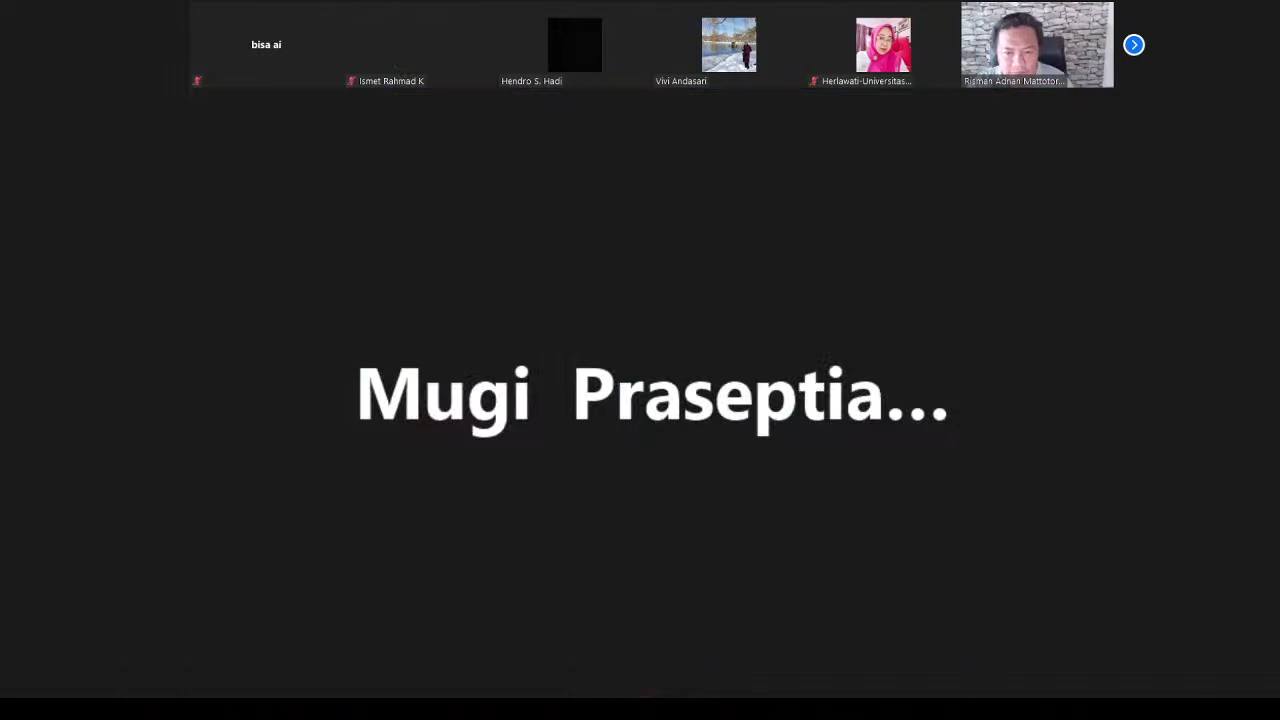 bisa ai
Ismet Rahmad K
Hendro S. Hadi
Vivi Andasari
Herlawati-Universitas...
Risman Adnan Mattotor...
Mugi Praseptia...